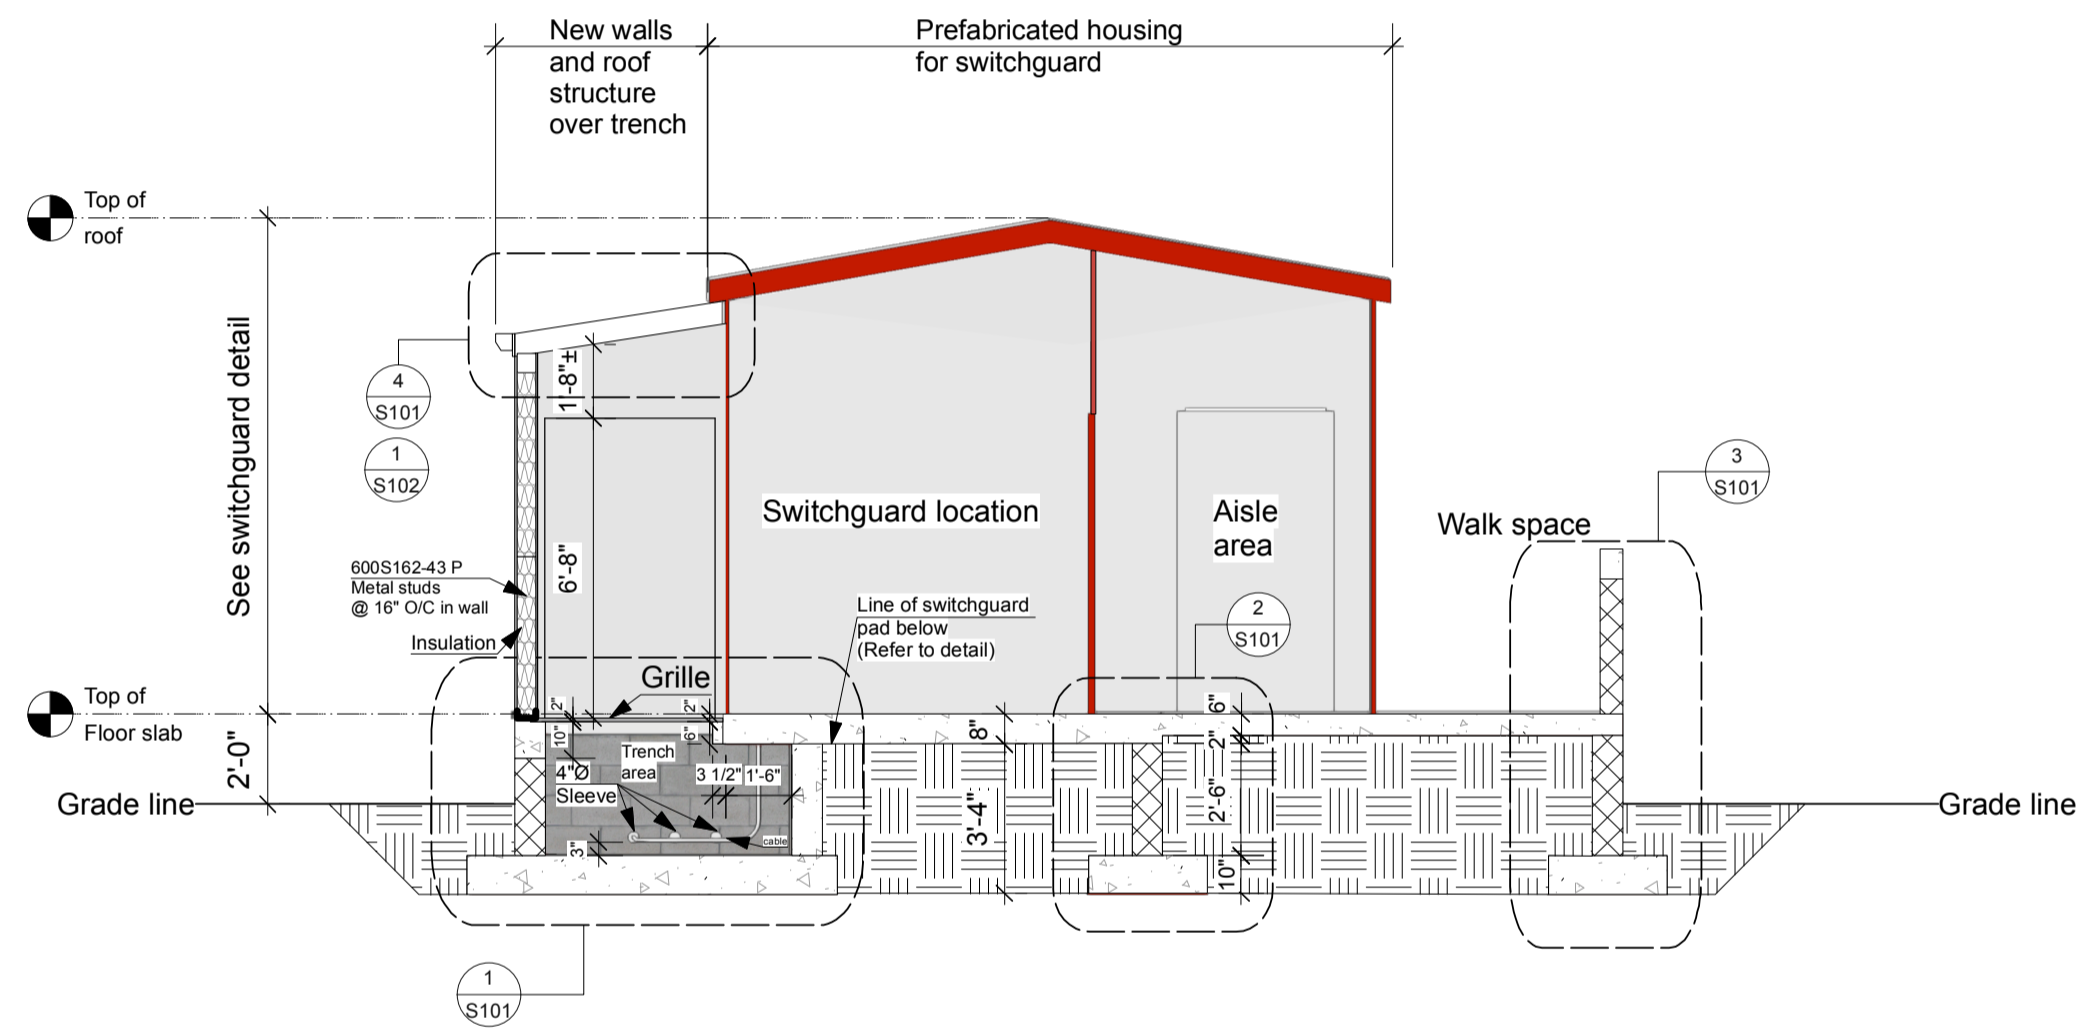 New walls
and roof
structure
over trench
Prefabricated housing
for switchguard
Top of
roof
See switchguard detail
4
S101
1
S102
1'-8"±
6'-8"
600S162-43 P
Metal studs
@ 16" O/C in wall
Insulation
Switchguard location
Aisle
area
Walk space
3
S101
Line of switchguard
pad below
(Refer to detail)
2
S101
Grille
Top of
Floor slab
2'-0"
Grade line
2"
10"
2"
6"
Trench
area
4"Ø
Sleeve
3 1/2"
1'-6"
cable
3"
8"
3'-4"
6"
2"
2'-6"
10"
Grade line
1
S101